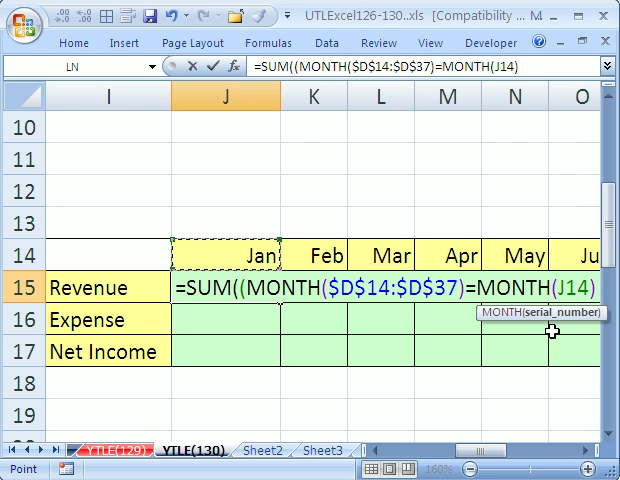 UTLExcel126-130..xls [Compatibility ... M
Home Insert Page Layout Formulas Data Review View Developer
LN fx =SUM((MONTH($D$14:$D$37)=MONTH(J14)
I J K L M N O
10
11
12
13
14 Jan Feb Mar Apr May Ju
15 Revenue =SUM((MONTH($D$14:$D$37)=MONTH(J14)
MONTH(serial_number)
16 Expense
17 Net Income
18
19
YTLE(129) YTLE(130) Sheet2 Sheet3
Point 160%